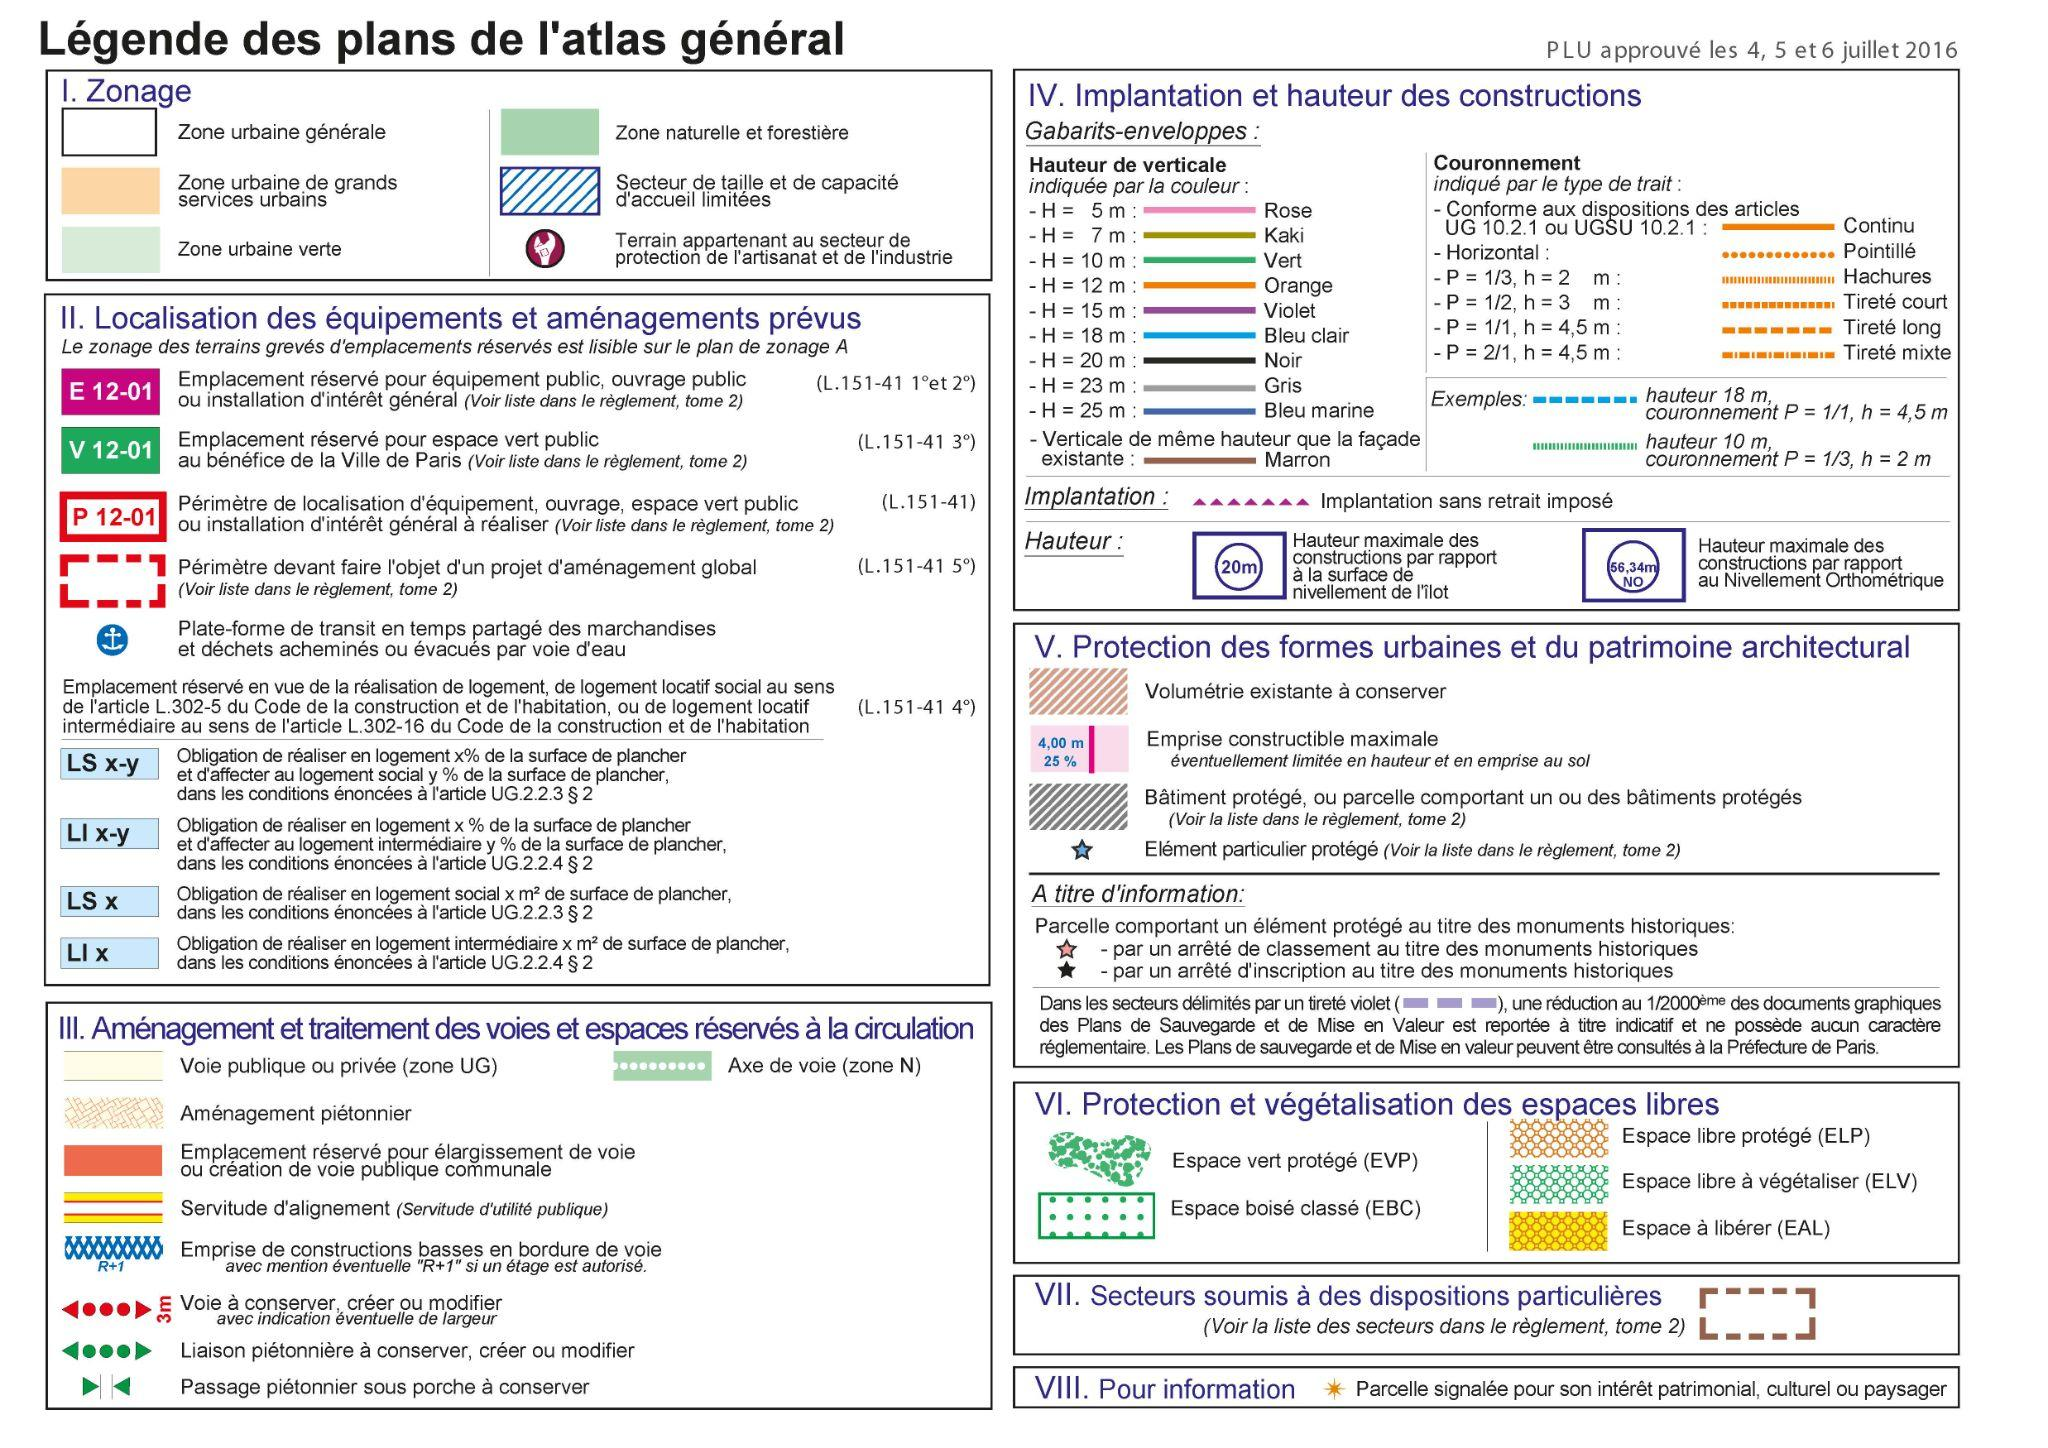 Légende des plans de l'atlas général
PLU approuvé les 4, 5 et 6 juillet 2016
I. Zonage
Zone urbaine générale
Zone urbaine de grands
services urbains
Zone urbaine verte
Zone naturelle et forestière
Secteur de taille et de capacité
d'accueil limitées
Terrain appartenant au secteur de
protection de l'artisanat et de l'industrie
II. Localisation des équipements et aménagements prévus
Le zonage des terrains grevés d'emplacements réservés est lisible sur le plan de zonage A
E 12-01
Emplacement réservé pour équipement public, ouvrage public (L.151-41 1°et 2°)
ou installation d'intérêt général (Voir liste dans le règlement, tome 2)
V 12-01
Emplacement réservé pour espace vert public (L.151-41 3°)
au bénéfice de la Ville de Paris (Voir liste dans le règlement, tome 2)
P 12-01
Périmètre de localisation d'équipement, ouvrage, espace vert public (L.151-41)
ou installation d'intérêt général à réaliser (Voir liste dans le règlement, tome 2)
Périmètre devant faire l'objet d'un projet d'aménagement global (L.151-41 5°)
(Voir liste dans le règlement, tome 2)
Plate-forme de transit en temps partagé des marchandises
et déchets acheminés ou évacués par voie d'eau
Emplacement réservé en vue de la réalisation de logement, de logement locatif social au sens
de l'article L.302-5 du Code de la construction et de l'habitation, ou de logement locatif (L.151-41 4°)
intermédiaire au sens de l'article L.302-16 du Code de la construction et de l'habitation
LS x-y
Obligation de réaliser en logement x% de la surface de plancher
et d'affecter au logement social y % de la surface de plancher,
dans les conditions énoncées à l'article UG.2.2.3 § 2
LI x-y
Obligation de réaliser en logement x % de la surface de plancher
et d'affecter au logement intermédiaire y % de la surface de plancher,
dans les conditions énoncées à l'article UG.2.2.4 § 2
LS x
Obligation de réaliser en logement social x m² de surface de plancher,
dans les conditions énoncées à l'article UG.2.2.3 § 2
LI x
Obligation de réaliser en logement intermédiaire x m² de surface de plancher,
dans les conditions énoncées à l'article UG.2.2.4 § 2
III. Aménagement et traitement des voies et espaces réservés à la circulation
Voie publique ou privée (zone UG)
Axe de voie (zone N)
Aménagement piétonnier
Emplacement réservé pour élargissement de voie
ou création de voie publique communale
Servitude d'alignement (Servitude d'utilité publique)
Emprise de constructions basses en bordure de voie
R+1 avec mention éventuelle "R+1" si un étage est autorisé.
3m
Voie à conserver, créer ou modifier
avec indication éventuelle de largeur
Liaison piétonnière à conserver, créer ou modifier
Passage piétonnier sous porche à conserver
IV. Implantation et hauteur des constructions
Gabarits-enveloppes :
Hauteur de verticale
indiquée par la couleur :
- H = 5 m : Rose
- H = 7 m : Kaki
- H = 10 m : Vert
- H = 12 m : Orange
- H = 15 m : Violet
- H = 18 m : Bleu clair
- H = 20 m : Noir
- H = 23 m : Gris
- H = 25 m : Bleu marine
- Verticale de même hauteur que la façade
existante : Marron
Couronnement
indiqué par le type de trait :
- Conforme aux dispositions des articles
UG 10.2.1 ou UGSU 10.2.1 : Continu
- Horizontal : Pointillé
- P = 1/3, h = 2 m : Hachures
- P = 1/2, h = 3 m : Tireté court
- P = 1/1, h = 4,5 m : Tireté long
- P = 2/1, h = 4,5 m : Tireté mixte
Exemples: hauteur 18 m,
couronnement P = 1/1, h = 4,5 m
hauteur 10 m,
couronnement P = 1/3, h = 2 m
Implantation : Implantation sans retrait imposé
Hauteur :
20m
Hauteur maximale des
constructions par rapport
à la surface de
nivellement de l'îlot
56,34m
NO
Hauteur maximale des
constructions par rapport
au Nivellement Orthométrique
V. Protection des formes urbaines et du patrimoine architectural
Volumétrie existante à conserver
4,00 m
25 %
Emprise constructible maximale
éventuellement limitée en hauteur et en emprise au sol
Bâtiment protégé, ou parcelle comportant un ou des bâtiments protégés
(Voir la liste dans le règlement, tome 2)
Elément particulier protégé (Voir la liste dans le règlement, tome 2)
A titre d'information:
Parcelle comportant un élément protégé au titre des monuments historiques:
- par un arrêté de classement au titre des monuments historiques
- par un arrêté d'inscription au titre des monuments historiques
Dans les secteurs délimités par un tireté violet ( ), une réduction au 1/2000ème des documents graphiques
des Plans de Sauvegarde et de Mise en Valeur est reportée à titre indicatif et ne possède aucun caractère
réglementaire. Les Plans de sauvegarde et de Mise en valeur peuvent être consultés à la Préfecture de Paris.
VI. Protection et végétalisation des espaces libres
Espace vert protégé (EVP)
Espace boisé classé (EBC)
Espace libre protégé (ELP)
Espace libre à végétaliser (ELV)
Espace à libérer (EAL)
VII. Secteurs soumis à des dispositions particulières
(Voir la liste des secteurs dans le règlement, tome 2)
VIII. Pour information
Parcelle signalée pour son intérêt patrimonial, culturel ou paysager